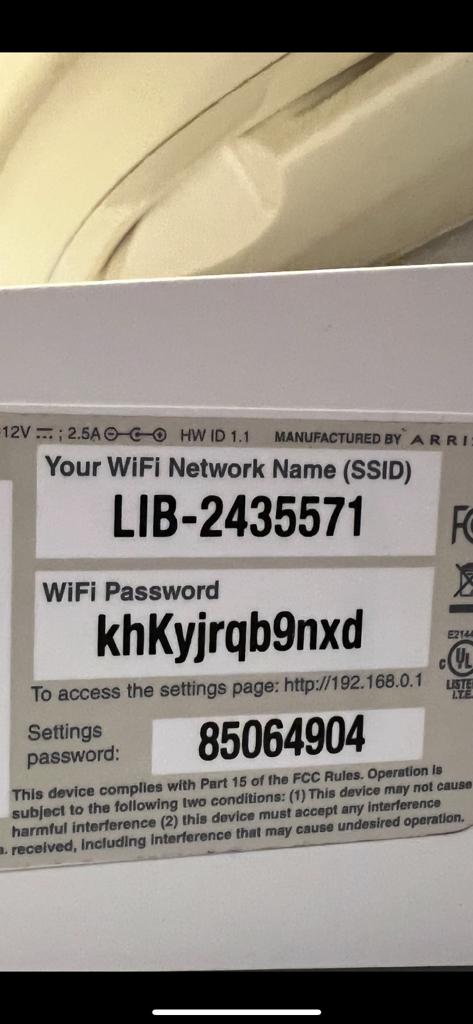 12V ⎓ ; 2.5A HW ID 1.1 MANUFACTURED BY ARRI
Your WiFi Network Name (SSID)
LIB-2435571
WiFi Password
khKyjrqb9nxd
To access the settings page: http://192.168.0.1
Settings
password:
85064904
E2144
c UL
LISTE
I.T.E.
This device complies with Part 15 of the FCC Rules. Operation is
subject to the following two conditions: (1) This device may not cause
harmful interference (2) this device must accept any interference
a. received, including interference that may cause undesired operation.